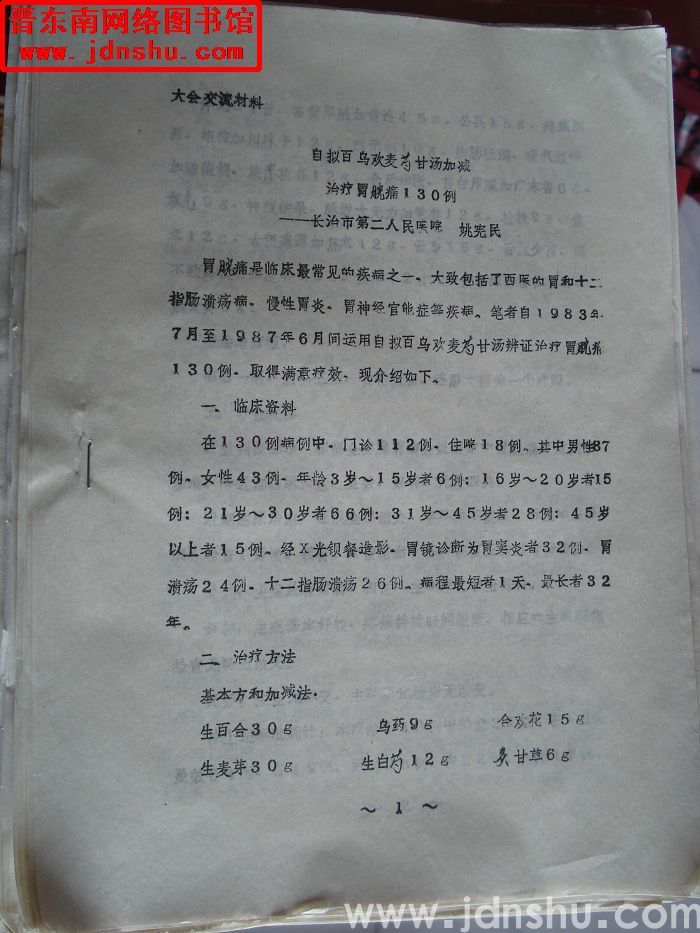 晋东南网络图书馆
www.jdnshu.com
大会交流材料
自拟百乌欢麦芍甘汤加减
治疗胃脘痛130例
——长治市第二人民医院 姚宪民
胃脘痛是临床最常见的疾病之一、大致包括了西医的胃和十二
指肠溃疡病、慢性胃炎、胃神经官能症等疾病。笔者自1983年
7月至1987年6月间运用自拟百乌欢麦芍甘汤辨证治疗胃脘痛
130例、取得满意疗效、现介绍如下。
一、临床资料
在130例病例中、门诊112例、住院18例、其中男性87
例、女性43例、年龄3岁~15岁者6例;16岁~20岁者15
例;21岁~30岁者66例;31岁~45岁者28例;45岁
以上者15例。经X光钡餐造影、胃镜诊断为胃窦炎者32例、胃
溃疡24例、十二指肠溃疡26例。病程最短者1天、最长者32
年。
二、治疗方法
基本方和加减法:
生百合30g 乌药9g 合欢花15g
生麦芽30g 生白芍12g 炙甘草6g
~1~
www.jdnshu.com